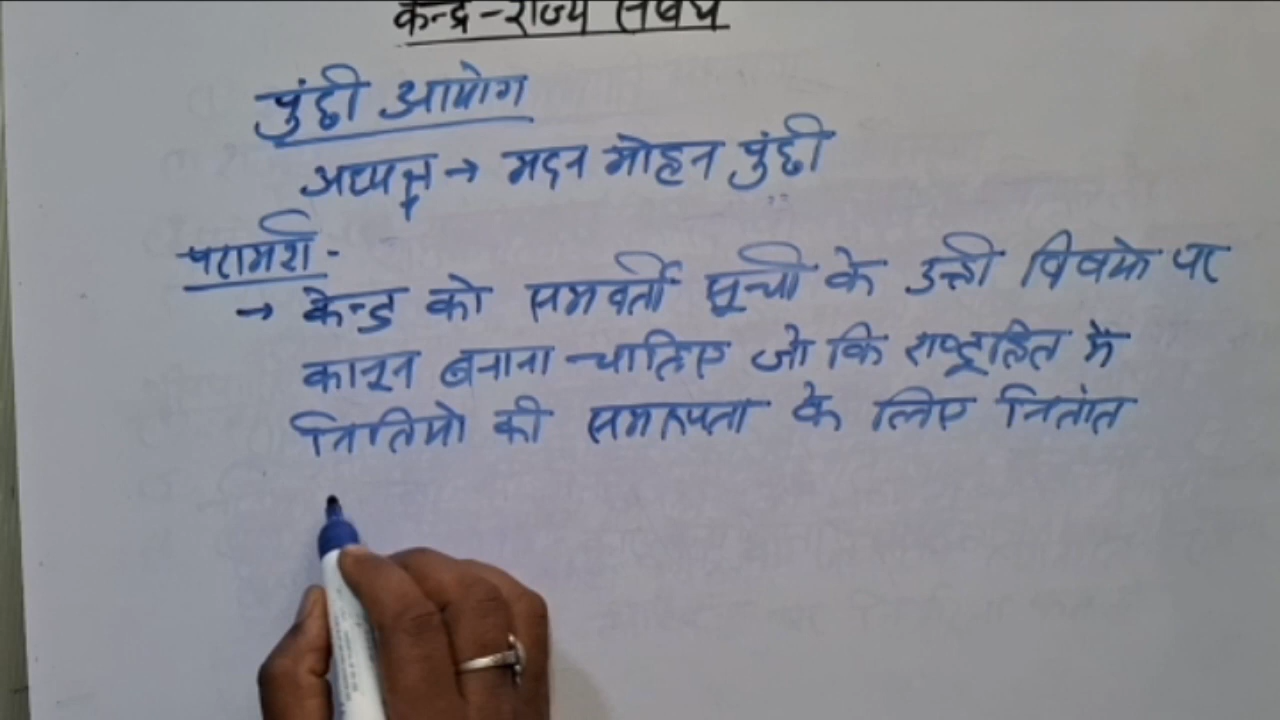 केन्द्र-राज्य संबंध
पुंछी आयोग
अध्यक्ष → मदन मोहन पुंछी
परामर्श -
→ केन्द्र को समवर्ती सूची के उन्ही विषयो पर
कानून बनाना चाहिए जो कि राष्ट्रहित मे
नितियो की समरूपता के लिए नितांत